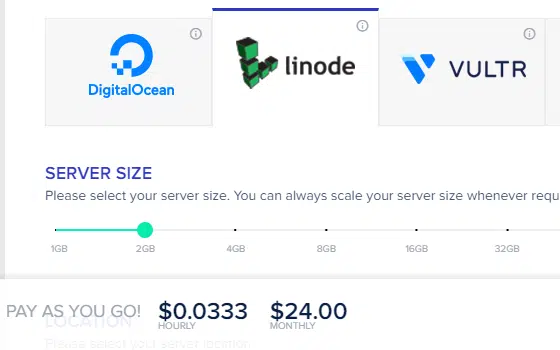 DigitalOcean
linode
VULTR
SERVER SIZE
Please select your server size. You can always scale your server size whenever requ
1GB 2GB 4GB 8GB 16GB 32GB
PAY AS YOU GO! $0.0333 $24.00
HOURLY MONTHLY
LOCATION
Please select your server location